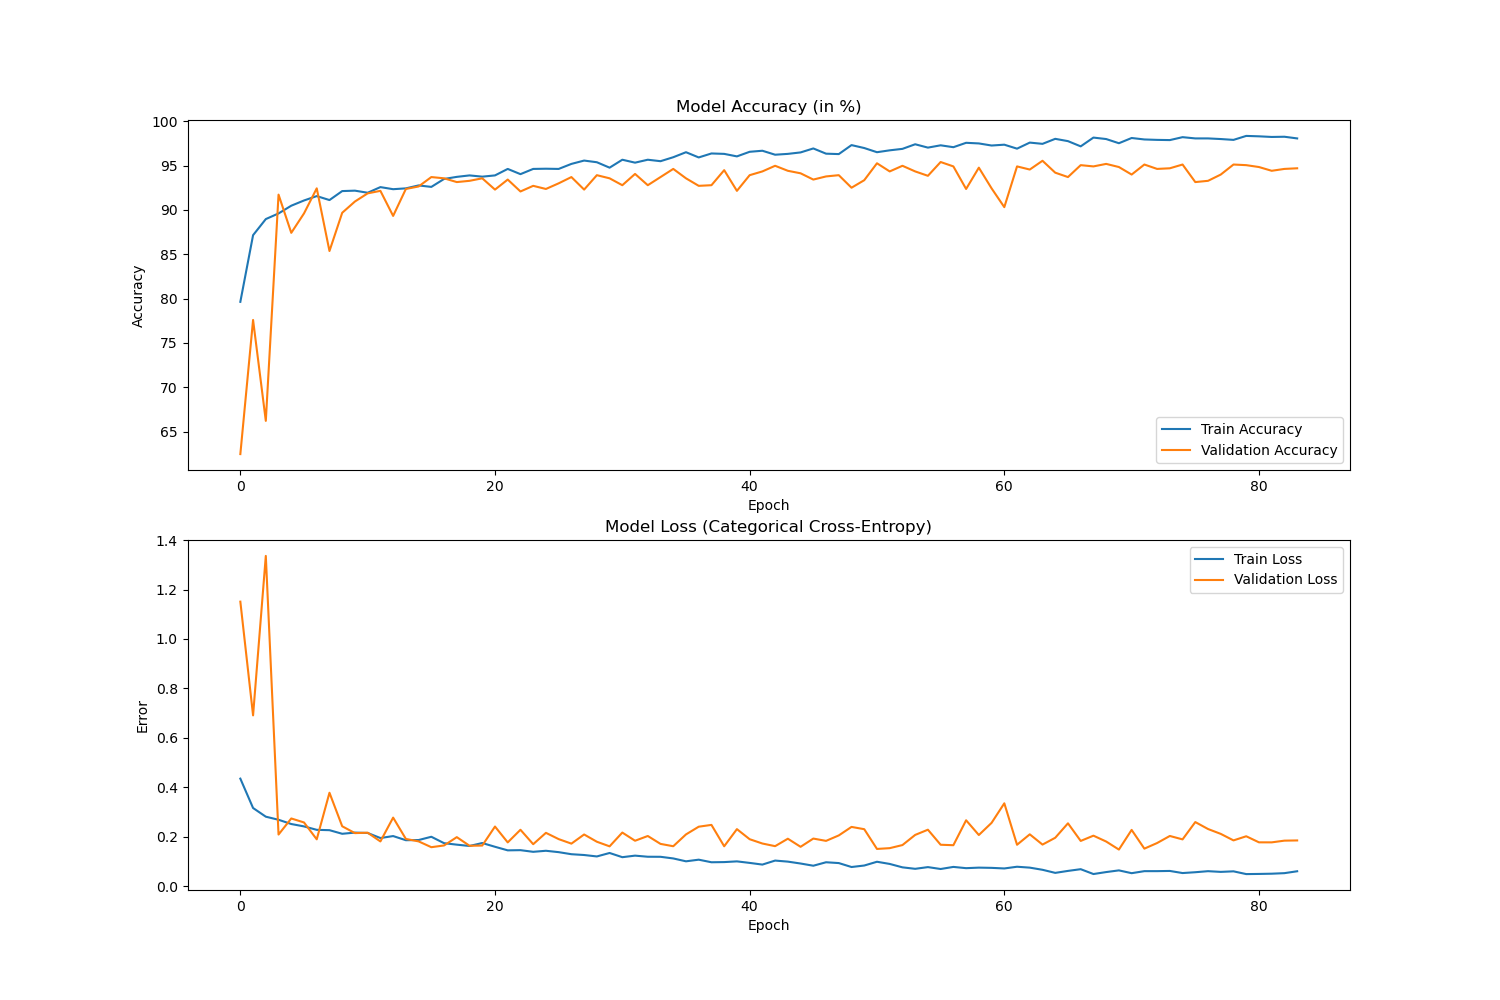 Model Accuracy (in %)
Accuracy
100
95
90
85
80
75
70
65
Train Accuracy
Validation Accuracy
0 20 40 60 80
Epoch
Model Loss (Categorical Cross-Entropy)
Error
1.4
1.2
1.0
0.8
0.6
0.4
0.2
0.0
Train Loss
Validation Loss
0 20 40 60 80
Epoch